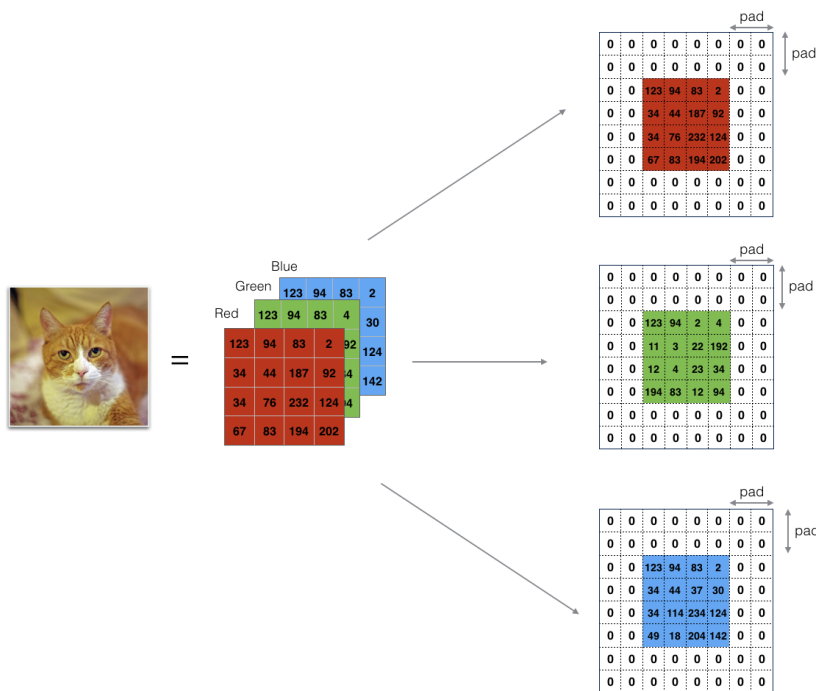 pad
0 0 0 0 0 0 0 0
pad
0 0 0 0 0 0 0 0
0 0 123 94 83 2 0 0
0 0 34 44 187 92 0 0
0 0 34 76 232 124 0 0
0 0 67 83 194 202 0 0
0 0 0 0 0 0 0 0
0 0 0 0 0 0 0 0
Blue
123 94 83 2
30
124
142
Green
123 94 83 4
92
34
94
Red
123 94 83 2
34 44 187 92
34 76 232 124
67 83 194 202
=
pad
0 0 0 0 0 0 0 0
pad
0 0 0 0 0 0 0 0
0 0 123 94 2 4 0 0
0 0 11 3 22 192 0 0
0 0 12 4 23 34 0 0
0 0 194 83 12 94 0 0
0 0 0 0 0 0 0 0
0 0 0 0 0 0 0 0
pad
0 0 0 0 0 0 0 0
pad
0 0 0 0 0 0 0 0
0 0 123 94 83 2 0 0
0 0 34 44 37 30 0 0
0 0 34 114 234 124 0 0
0 0 49 18 204 142 0 0
0 0 0 0 0 0 0 0
0 0 0 0 0 0 0 0